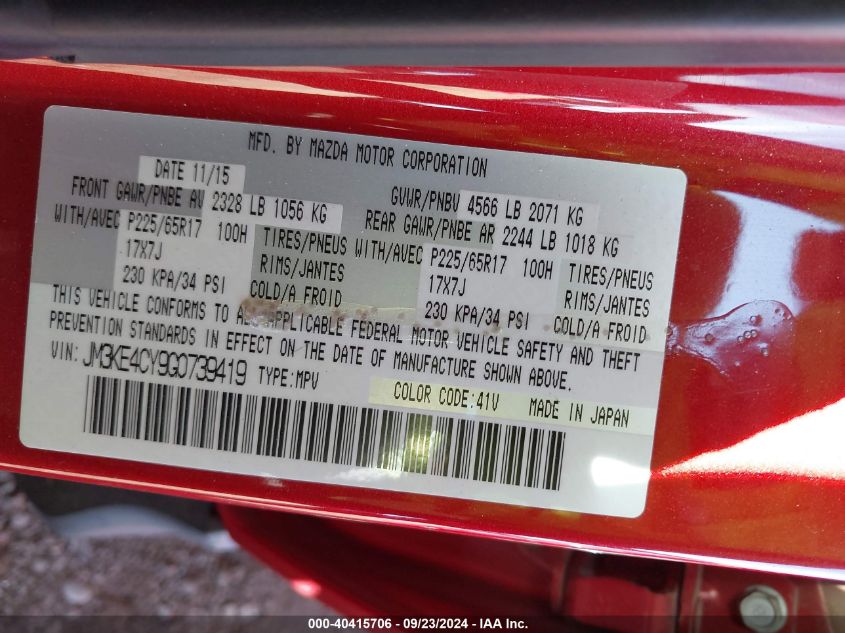 MFD. BY MAZDA MOTOR CORPORATION
DATE 11/15
FRONT GAWR/PNBE AV 2328 LB 1056 KG
WITH/AVEC P225/65R17 100H TIRES/PNEUS
17X7J RIMS/JANTES
230 KPA/34 PSI COLD/A FROID
GVWR/PNBV 4566 LB 2071 KG
REAR GAWR/PNBE AR 2244 LB 1018 KG
WITH/AVEC P225/65R17 100H TIRES/PNEUS
17X7J RIMS/JANTES
230 KPA/34 PSI COLD/A FROID
THIS VEHICLE CONFORMS TO ALL APPLICABLE FEDERAL MOTOR VEHICLE SAFETY AND THEFT
PREVENTION STANDARDS IN EFFECT ON THE DATE OF MANUFACTURE SHOWN ABOVE.
VIN: JM3KE4CY9G0739419 TYPE:MPV
COLOR CODE:41V MADE IN JAPAN
000-40415706 - 09/23/2024 - IAA Inc.